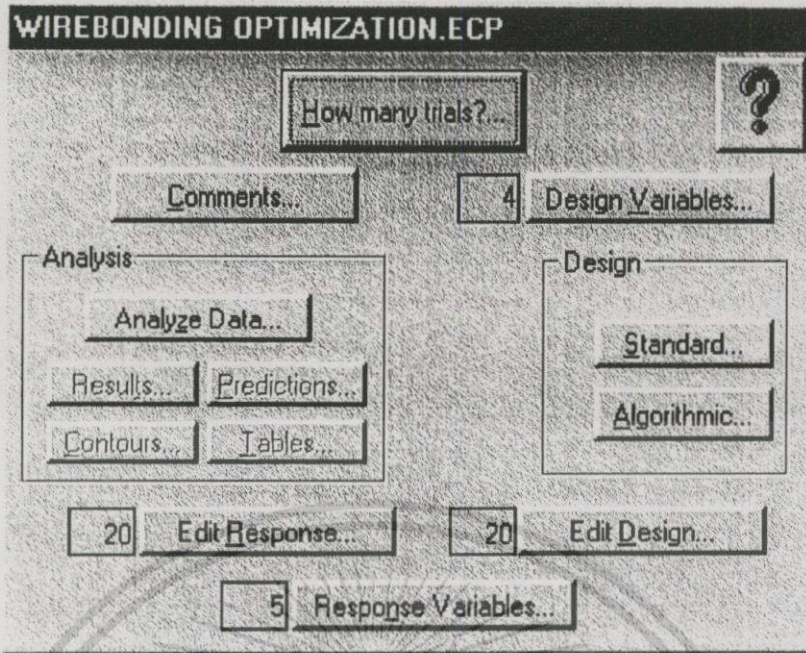 WIREBONDING OPTIMIZATION.ECP
How many trials?...
?
Comments...
4 Design Variables...
Analysis
Analyze Data...
Results... Predictions...
Contours... Tables...
Design
Standard...
Algorithmic...
20 Edit Response...
20 Edit Design...
5 Response Variables...